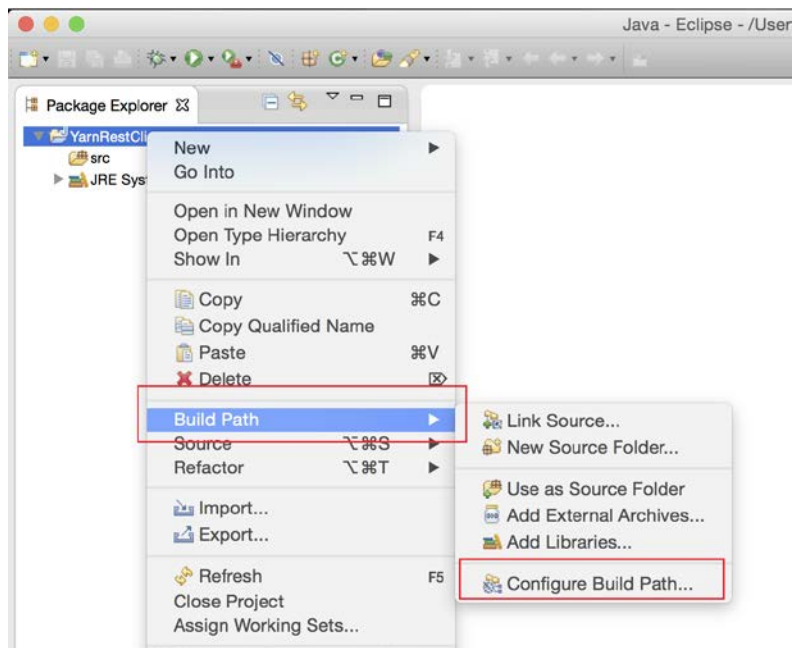 Java - Eclipse - /User
Package Explorer
YarnRestCli
src
JRE Sys
New
Go Into
Open in New Window
Open Type Hierarchy F4
Show In ⌥⌘W
Copy ⌘C
Copy Qualified Name
Paste ⌘V
Delete ⌦
Build Path
Source ⌥⌘S
Refactor ⌥⌘T
Import...
Export...
Refresh F5
Close Project
Assign Working Sets...
Link Source...
New Source Folder...
Use as Source Folder
Add External Archives...
Add Libraries...
Configure Build Path...